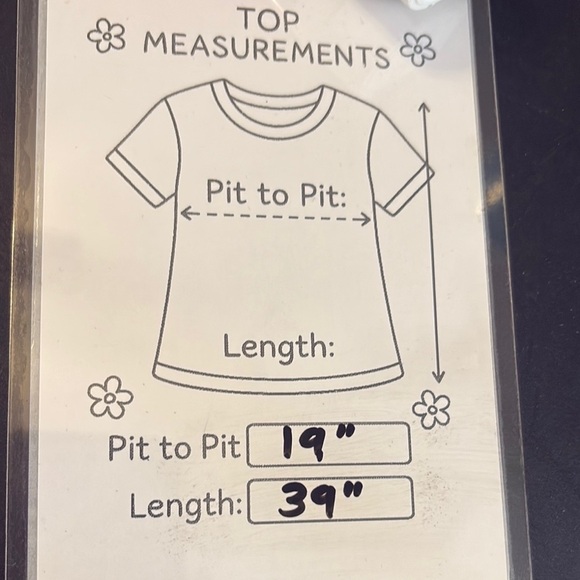 TOP
MEASUREMENTS
Pit to Pit:
Length:
Pit to Pit 19"
Length: 39"